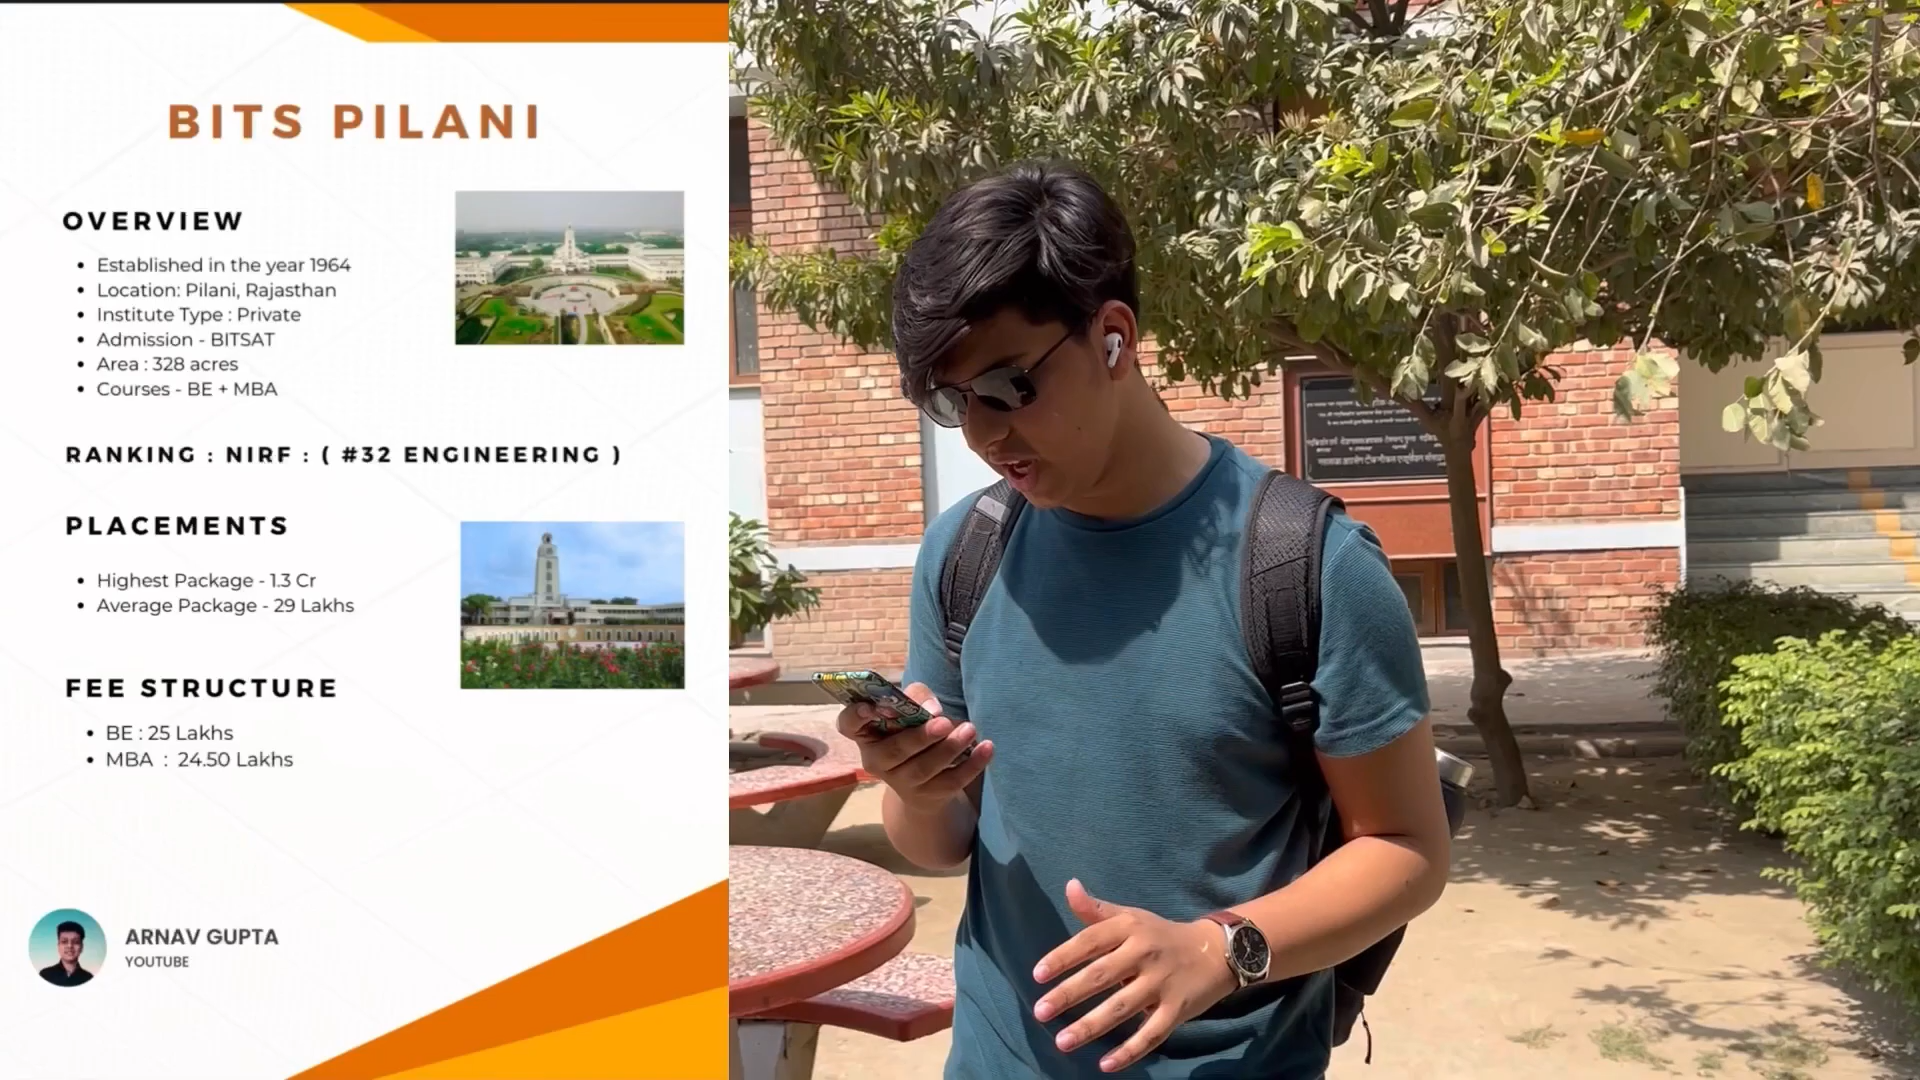 BITS PILANI
OVERVIEW
• Established in the year 1964
• Location: Pilani, Rajasthan
• Institute Type : Private
• Admission - BITSAT
• Area : 328 acres
• Courses - BE + MBA
RANKING : NIRF : ( #32 ENGINEERING )
PLACEMENTS
• Highest Package - 1.3 Cr
• Average Package - 29 Lakhs
FEE STRUCTURE
• BE : 25 Lakhs
• MBA : 24.50 Lakhs
ARNAV GUPTA
YOUTUBE